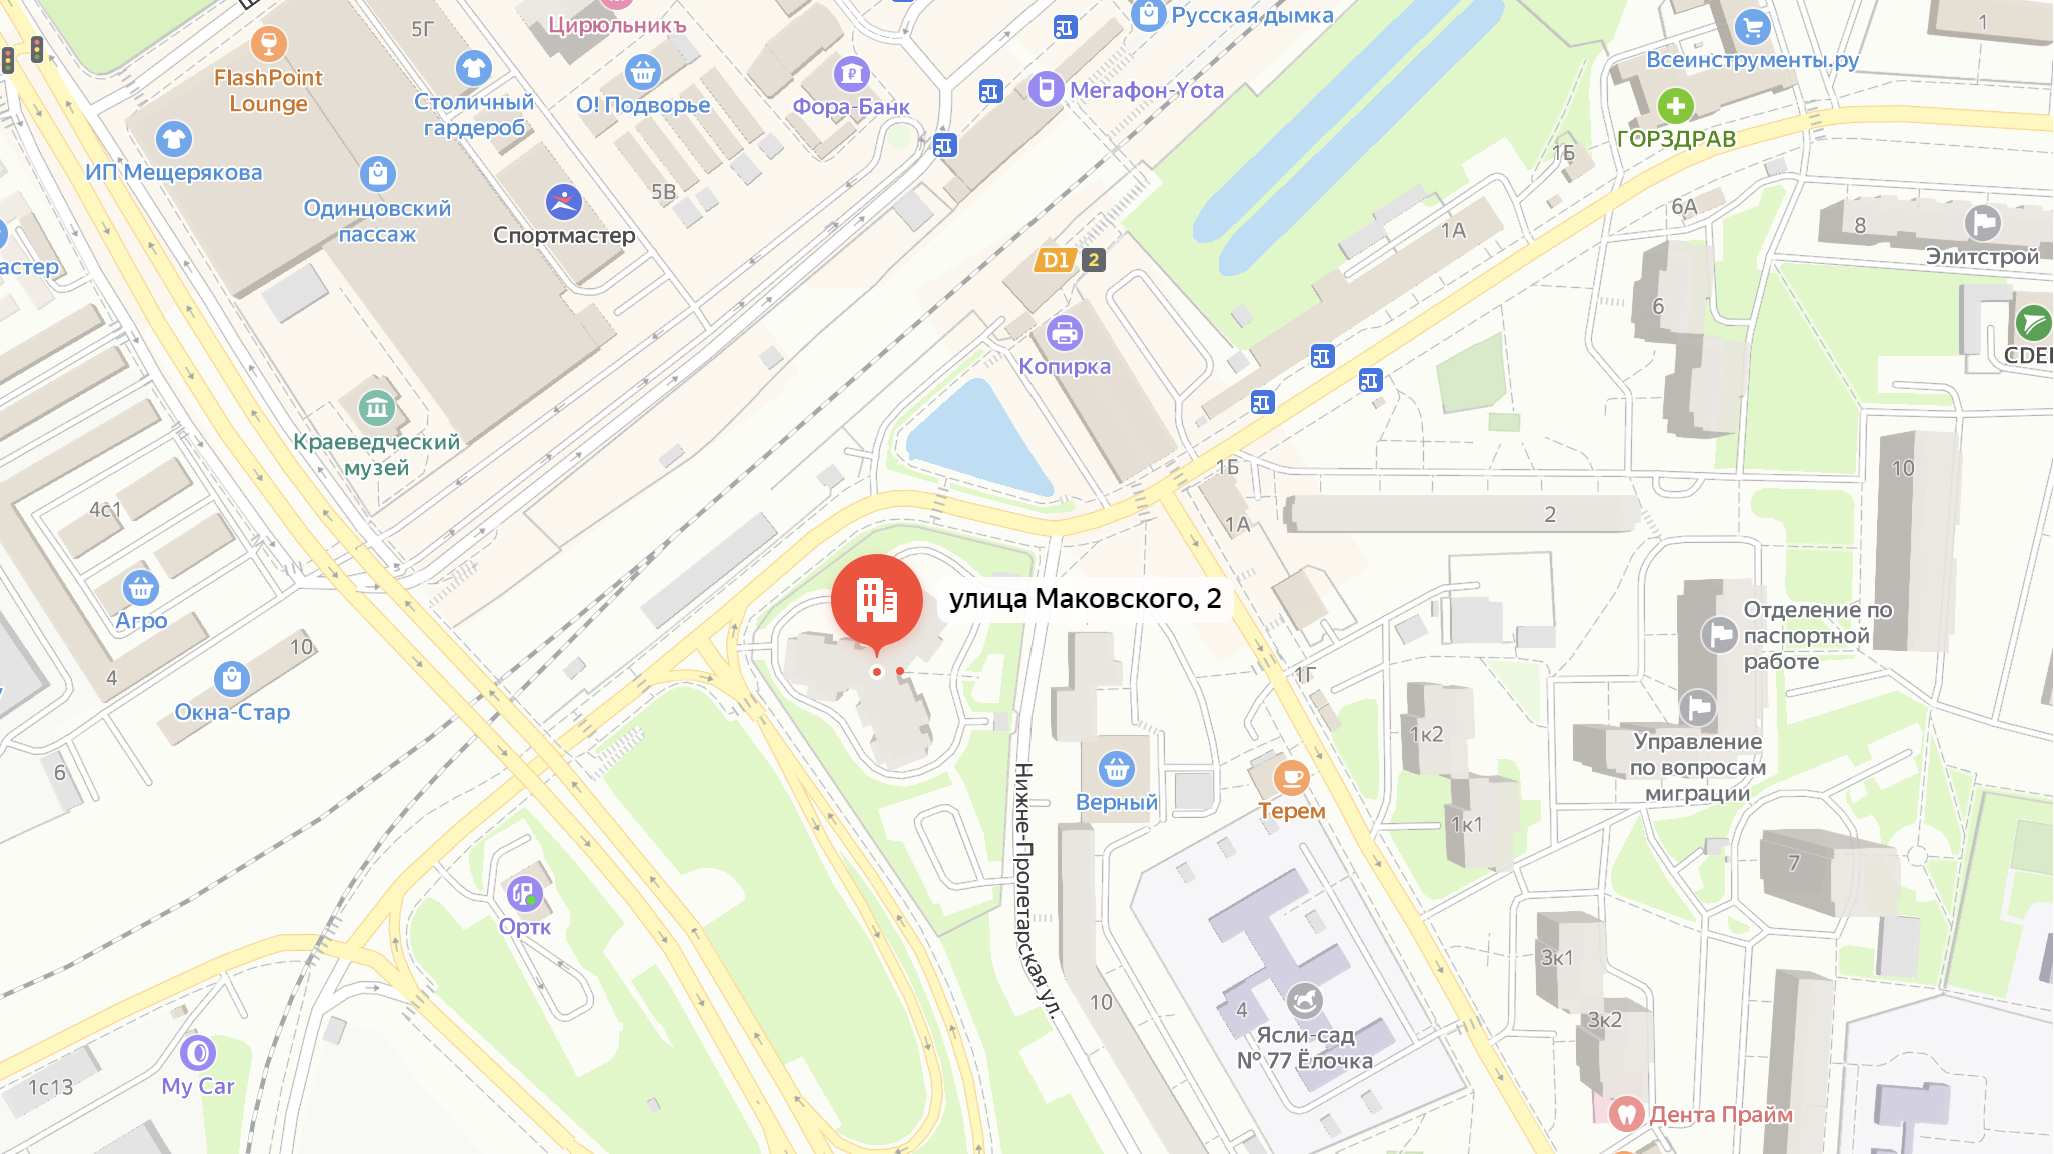 5Г
Цирюльникъ
Русская дымка
1
FlashPoint
Lounge
Столичный
гардероб
О! Подворье
Фора-Банк
Мегафон-Yota
Всеинструменты.ру
ГОРЗДРАВ
ИП Мещерякова
Одинцовский
пассаж
5В
Спортмастер
1Б
1А
6А
8
Элитстрой
астер
D1 2
6
Копирка
CDE
Краеведческий
музей
4с1
1Б
1А
2
10
Агро
улица Маковского, 2
Отделение по
паспортной
работе
10
4
Окна-Стар
1Г
1к2
Управление
по вопросам
миграции
6
Верный
Терем
1к1
7
Нижне-Пролетарская ул.
Ортк
3к1
10
4
Ясли-сад
№ 77 Ёлочка
3к2
1с13
My Car
Дента Прайм